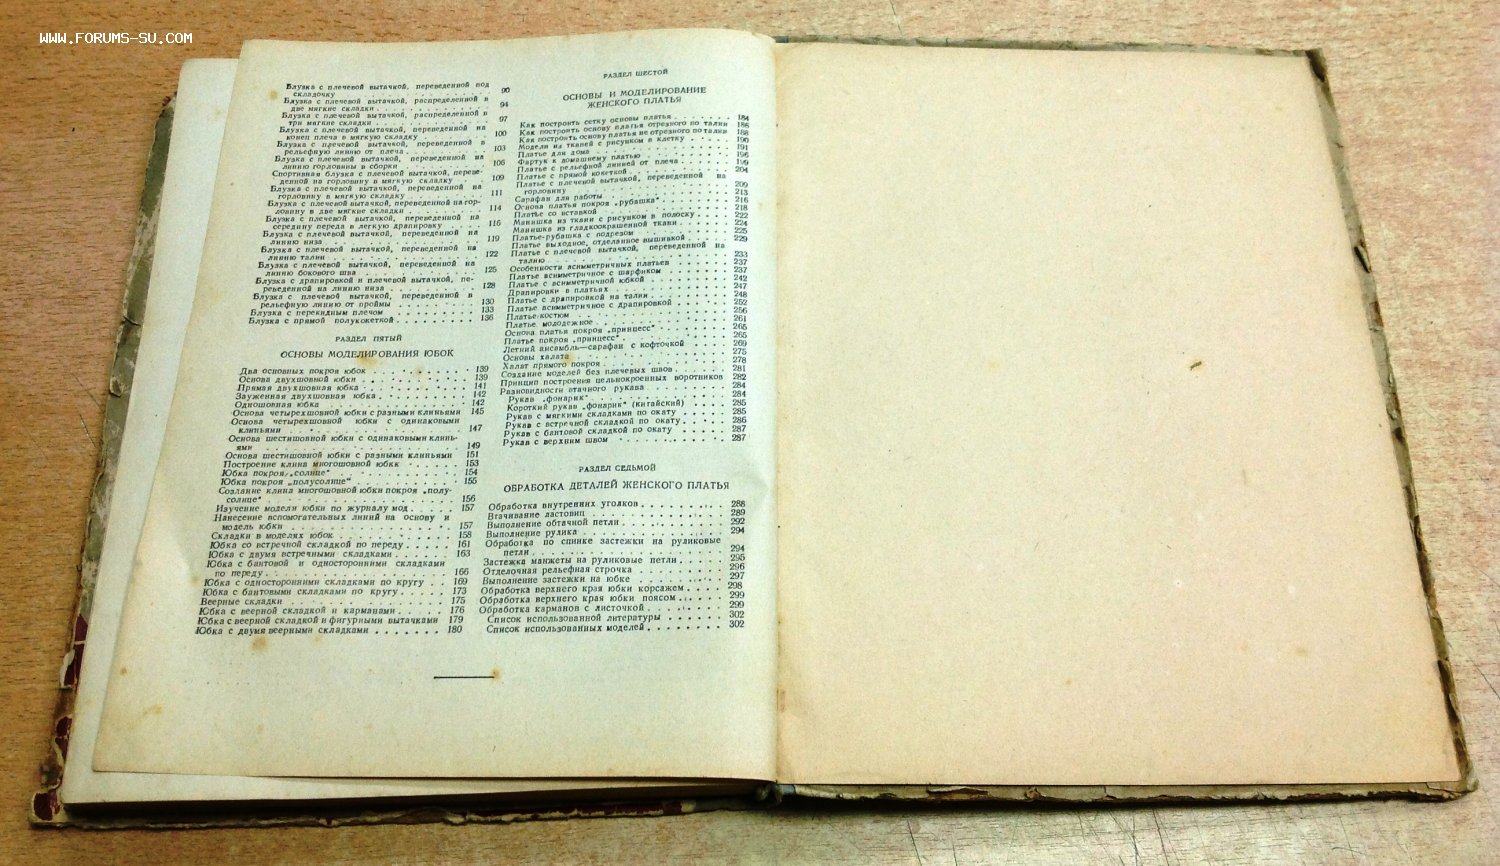 WWW.FORUMS-SU.COM
Блузка с плечевой вытачкой, переведенной под
складочку . . . 90
Блузка с плечевой вытачкой, распределенной в
две мягкие складки . . . 94
Блузка с плечевой вытачкой, распределенной в
три мягкие складки . . . 97
Блузка с плечевой вытачкой, переведенной на
конец плеча в мягкую складку . . . 100
Блузка с плечевой вытачкой, переведенной в
рельефную линию от плеча . . . 103
Блузка с плечевой вытачкой, переведенной на
линию горловины в сборки . . . 106
Спортивная блузка с плечевой вытачкой, переве-
денной на горловину в мягкую складку . . . 109
Блузка с плечевой вытачкой, переведенной на
горловину в мягкую складку . . . 111
Блузка с плечевой вытачкой, переведенной на гор-
ловину в две мягкие складки . . . 114
Блузка с плечевой вытачкой, переведенной на
середину переда в легкую драпировку . . . 116
Блузка с плечевой вытачкой, переведенной на
линию низа . . . 119
Блузка с плечевой вытачкой, переведенной на
линию талии . . . 122
Блузка с плечевой вытачкой, переведенной на
линию бокового шва . . . 125
Блузка с драпировкой и плечевой вытачкой, пе-
реведенной на линию низа . . . 128
Блузка с плечевой вытачкой, переведенной в
рельефную линию от проймы . . . 130
Блузка с перекидным плечом . . . 133
Блузка с прямой полукокеткой . . . 136
РАЗДЕЛ ПЯТЫЙ
ОСНОВЫ МОДЕЛИРОВАНИЯ ЮБОК
Два основных покроя юбок . . . 139
Основа двухшовной юбки . . . 139
Прямая двухшовная юбка . . . 141
Зауженная двухшовная юбка . . . 142
Одношовная юбка . . . 142
Основа четырехшовной юбки с разными клиньями 145
Основа четырехшовной юбки с одинаковыми
клиньями . . . 147
Основа шестишовной юбки с одинаковыми клинь-
ями . . . 149
Основа шестишовной юбки с разными клиньями 151
Построение клина многошовной юбки . . . 153
Юбка покроя „солнце“ . . . 154
Юбка покроя „полусолнце“ . . . 155
Создание клина многошовной юбки покроя „полу-
солнце“ . . . 156
Изучение модели юбки по журналу мод . . . 157
Нанесение вспомогательных линий на основу и
модель юбки . . . 157
Складки в моделях юбок . . . 158
Юбка со встречной складкой по переду . . . 161
Юбка с двумя встречными складками . . . 163
Юбка с бантовой и односторонними складками
по переду . . . 166
Юбка с односторонними складками по кругу . . . 169
Юбка с бантовыми складками по кругу . . . 173
Веерные складки . . . 175
Юбка с веерной складкой и карманами . . . 176
Юбка с веерной складкой и фигурными вытачками 179
Юбка с двумя веерными складками . . . 180
РАЗДЕЛ ШЕСТОЙ
ОСНОВЫ И МОДЕЛИРОВАНИЕ
ЖЕНСКОГО ПЛАТЬЯ
Как построить сетку основы платья . . . 184
Как построить основу платья отрезного по талии 186
Как построить основу платья не отрезного по талии 188
Модели из тканей с рисунком в клетку . . . 190
Платье для дома . . . 191
Фартук к домашнему платью . . . 196
Платье с рельефной линией от плеча . . . 199
Платье с прямой кокеткой . . . 204
Платье с плечевой вытачкой, переведенной на
горловину . . . 209
Сарафан для работы . . . 213
Основа платья покроя „рубашка“ . . . 216
Платье со вставкой . . . 218
Манишка из ткани с рисунком в полоску . . . 222
Манишка из гладкоокрашенной ткани . . . 224
Платье-рубашка с подрезом . . . 225
Платье выходное, отделанное вышивкой . . . 229
Платье с плечевой вытачкой, переведенной на
талию . . . 233
Особенности асимметричных платьев . . . 237
Платье асимметричное с шарфиком . . . 237
Платье с асимметричной юбкой . . . 242
Драпировки в платьях . . . 247
Платье с драпировкой на талии . . . 248
Платье асимметричное с драпировкой . . . 252
Платье-костюм . . . 256
Платье молодежное . . . 261
Основа платья покроя „принцесс“ . . . 265
Платье покроя „принцесс“ . . . 265
Летний ансамбль—сарафан с кофточкой . . . 269
Основы халата . . . 275
Халат прямого покроя . . . 278
Создание моделей без плечевых швов . . . 281
Принцип построения цельнокроеных воротников 282
Разновидности втачного рукава . . . 284
Рукав „фонарик“ . . . 284
Короткий рукав „фонарик“ (китайский) . . . 285
Рукав с мягкими складками по окату . . . 285
Рукав с встречной складкой по окату . . . 286
Рукав с бантовой складкой по окату . . . 287
Рукав с верхним швом . . . 287
РАЗДЕЛ СЕДЬМОЙ
ОБРАБОТКА ДЕТАЛЕЙ ЖЕНСКОГО ПЛАТЬЯ
Обработка внутренних уголков . . . 288
Втачивание ластовиц . . . 289
Выполнение обтачной петли . . . 292
Выполнение рулика . . . 294
Обработка по спинке застежки на руликовые
петли . . . 294
Застежка манжеты на руликовые петли . . . 295
Отделочная рельефная строчка . . . 296
Выполнение застежки на юбке . . . 297
Обработка верхнего края юбки корсажем . . . 298
Обработка верхнего края юбки поясом . . . 299
Обработка карманов с листочкой . . . 299
Список использованной литературы . . . 302
Список использованных моделей . . . 302